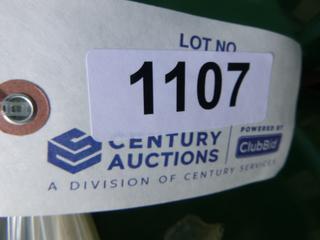 LOT NO
1107
CENTURY
AUCTIONS
POWERED BY
ClubBid
A DIVISION OF CENTURY SERVICES